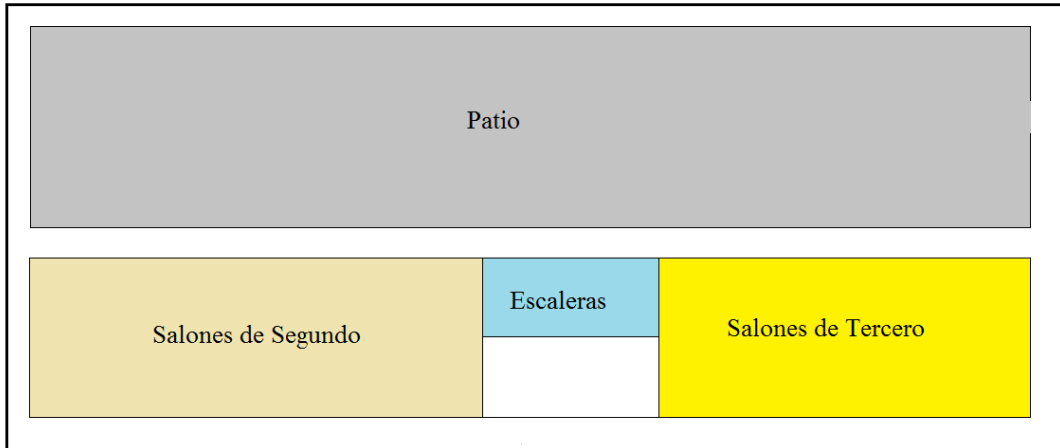 Patio
Escaleras
Salones de Segundo
Salones de Tercero